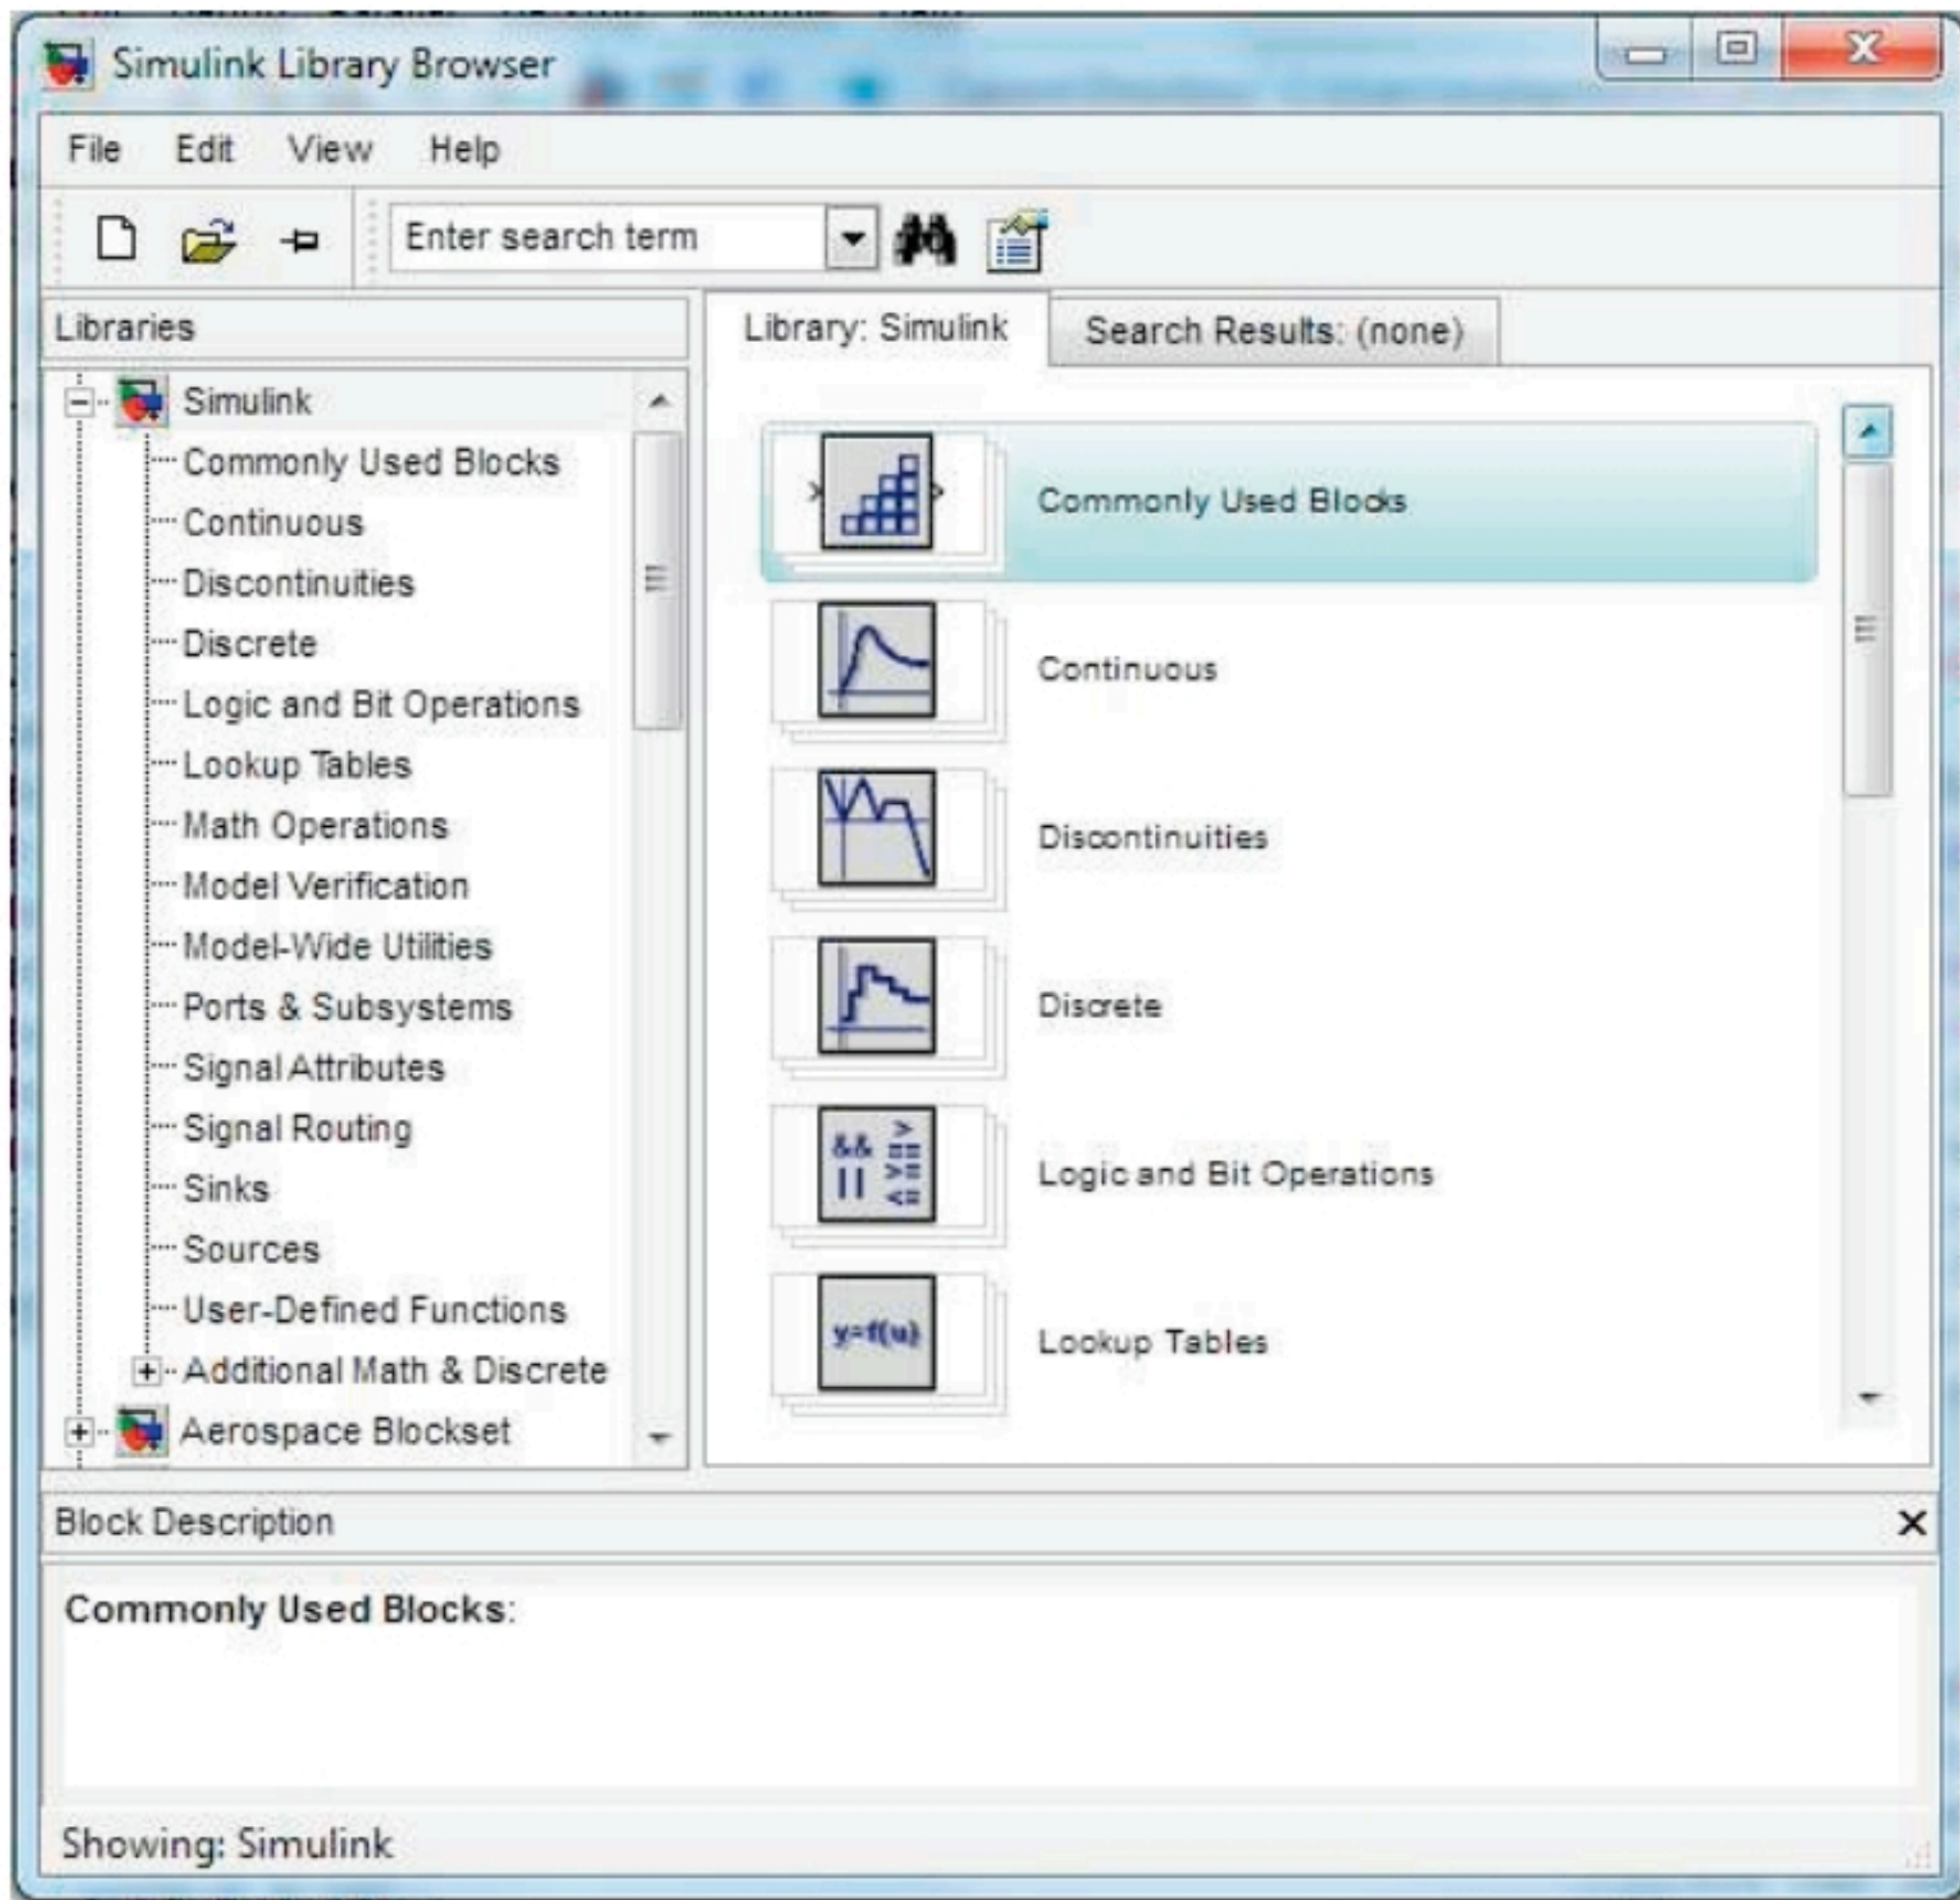 Simulink Library Browser
File Edit View Help
Enter search term
Libraries
Simulink
Commonly Used Blocks
Continuous
Discontinuities
Discrete
Logic and Bit Operations
Lookup Tables
Math Operations
Model Verification
Model-Wide Utilities
Ports & Subsystems
Signal Attributes
Signal Routing
Sinks
Sources
User-Defined Functions
Additional Math & Discrete
Aerospace Blockset
Library: Simulink
Search Results: (none)
Commonly Used Blocks
Continuous
Discontinuities
Discrete
&& >
==
|| >=
<=
Logic and Bit Operations
y=f(u)
Lookup Tables
Block Description
Commonly Used Blocks:
Showing: Simulink